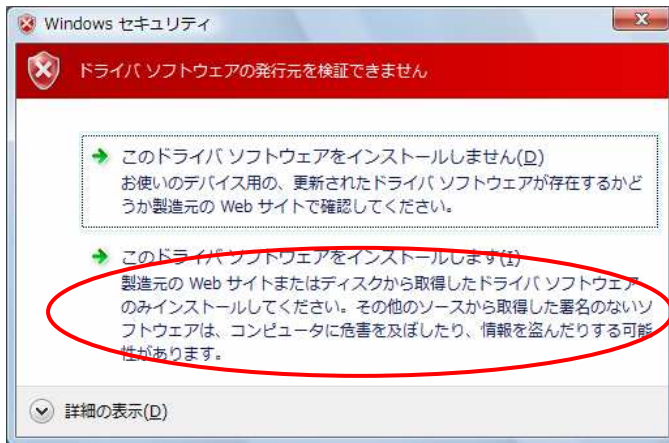 Windows セキュリティ
ドライバ ソフトウェアの発行元を検証できません
このドライバ ソフトウェアをインストールしません(D)
お使いのデバイス用の、更新されたドライバ ソフトウェアが存在するかど
うか製造元の Web サイトで確認してください。
このドライバ ソフトウェアをインストールします(I)
製造元の Web サイトまたはディスクから取得したドライバ ソフトウェア
のみインストールしてください。その他のソースから取得した署名のないソ
フトウェアは、コンピュータに危害を及ぼしたり、情報を盗んだりする可能
性があります。
詳細の表示(D)